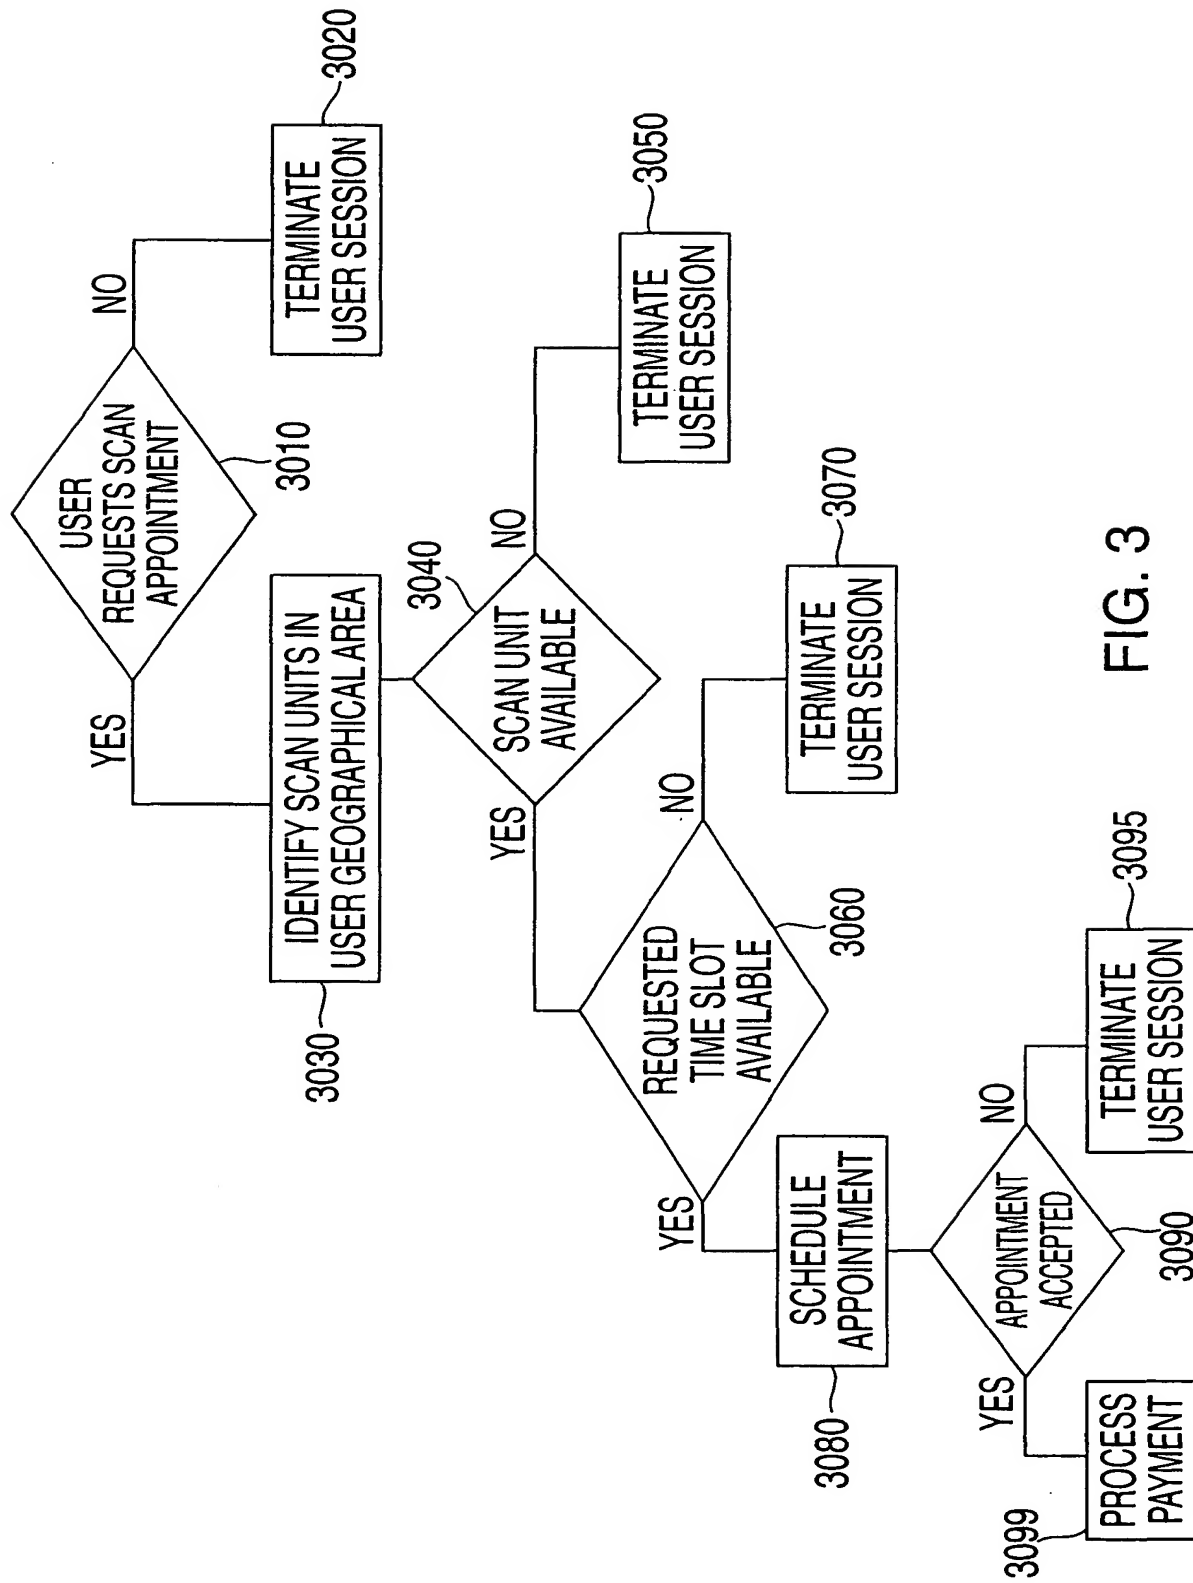 USER
REQUESTS SCAN
APPOINTMENT
3010
YES
NO
TERMINATE
USER SESSION
3020
IDENTIFY SCAN UNITS IN
USER GEOGRAPHICAL AREA
3030
SCAN UNIT
AVAILABLE
3040
YES
NO
TERMINATE
USER SESSION
3050
REQUESTED
TIME SLOT
AVAILABLE
3060
YES
NO
TERMINATE
USER SESSION
3070
SCHEDULE
APPOINTMENT
3080
APPOINTMENT
ACCEPTED
3090
YES
NO
TERMINATE
USER SESSION
3095
PROCESS
PAYMENT
3099
FIG. 3